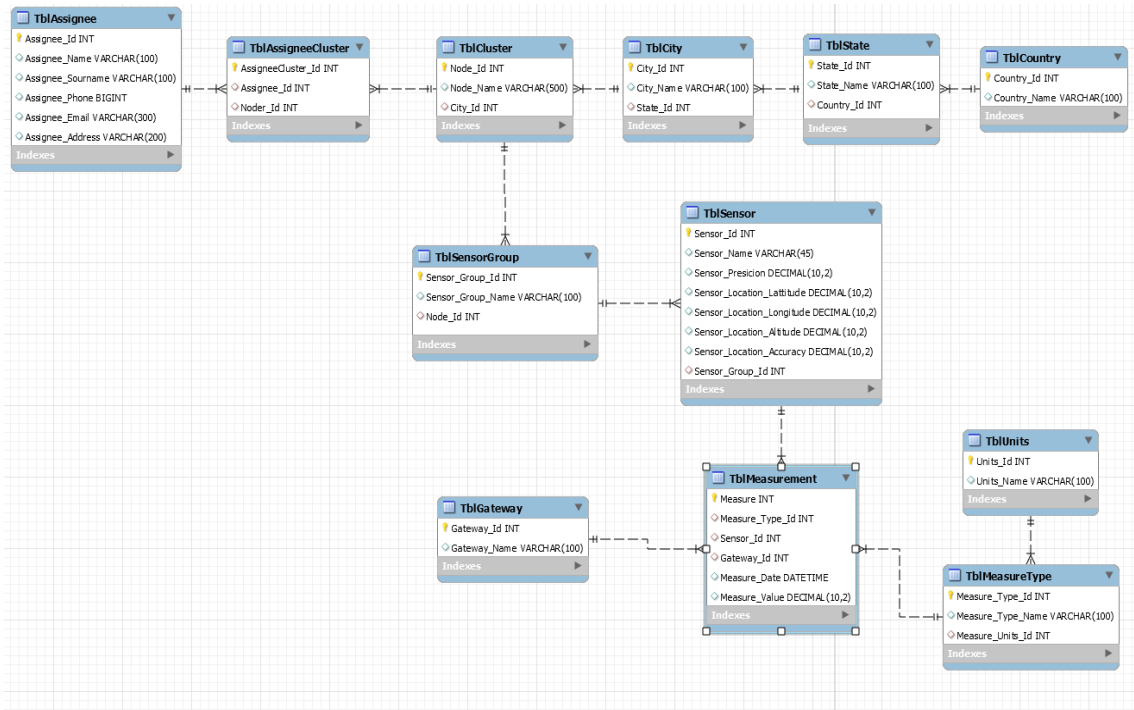 TblAssignee
Assignee_Id INT
Assignee_Name VARCHAR(100)
Assignee_Sourname VARCHAR(100)
Assignee_Phone BIGINT
Assignee_Email VARCHAR(300)
Assignee_Address VARCHAR(200)
Indexes
TblAssigneeCluster
AssigneeCluster_Id INT
Assignee_Id INT
Noder_Id INT
Indexes
TblCluster
Node_Id INT
Node_Name VARCHAR(500)
City_Id INT
Indexes
TblCity
City_Id INT
City_Name VARCHAR(100)
State_Id INT
Indexes
TblState
State_Id INT
State_Name VARCHAR(100)
Country_Id INT
Indexes
TblCountry
Country_Id INT
Country_Name VARCHAR(100)
Indexes
TblSensorGroup
Sensor_Group_Id INT
Sensor_Group_Name VARCHAR(100)
Node_Id INT
Indexes
TblSensor
Sensor_Id INT
Sensor_Name VARCHAR(45)
Sensor_Presicion DECIMAL(10,2)
Sensor_Location_Lattitude DECIMAL(10,2)
Sensor_Location_Longitude DECIMAL(10,2)
Sensor_Location_Altitude DECIMAL(10,2)
Sensor_Location_Accuracy DECIMAL(10,2)
Sensor_Group_Id INT
Indexes
TblGateway
Gateway_Id INT
Gateway_Name VARCHAR(100)
Indexes
TblMeasurement
Measure INT
Measure_Type_Id INT
Sensor_Id INT
Gateway_Id INT
Measure_Date DATETIME
Measure_Value DECIMAL(10,2)
Indexes
TblUnits
Units_Id INT
Units_Name VARCHAR(100)
Indexes
TblMeasureType
Measure_Type_Id INT
Measure_Type_Name VARCHAR(100)
Measure_Units_Id INT
Indexes